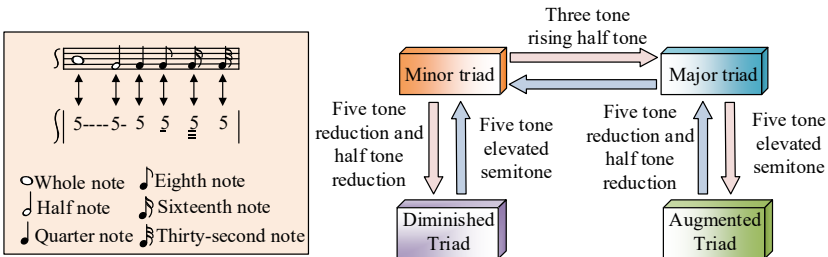 5----5- 5 5 5 5
Whole note
Eighth note
Half note
Sixteenth note
Quarter note
Thirty-second note
Three tone
rising half tone
Minor triad
Major triad
Five tone
reduction and
half tone
reduction
Five tone
elevated
semitone
Five tone
reduction and
half tone
reduction
Five tone
elevated
semitone
Diminished
Triad
Augmented
Triad